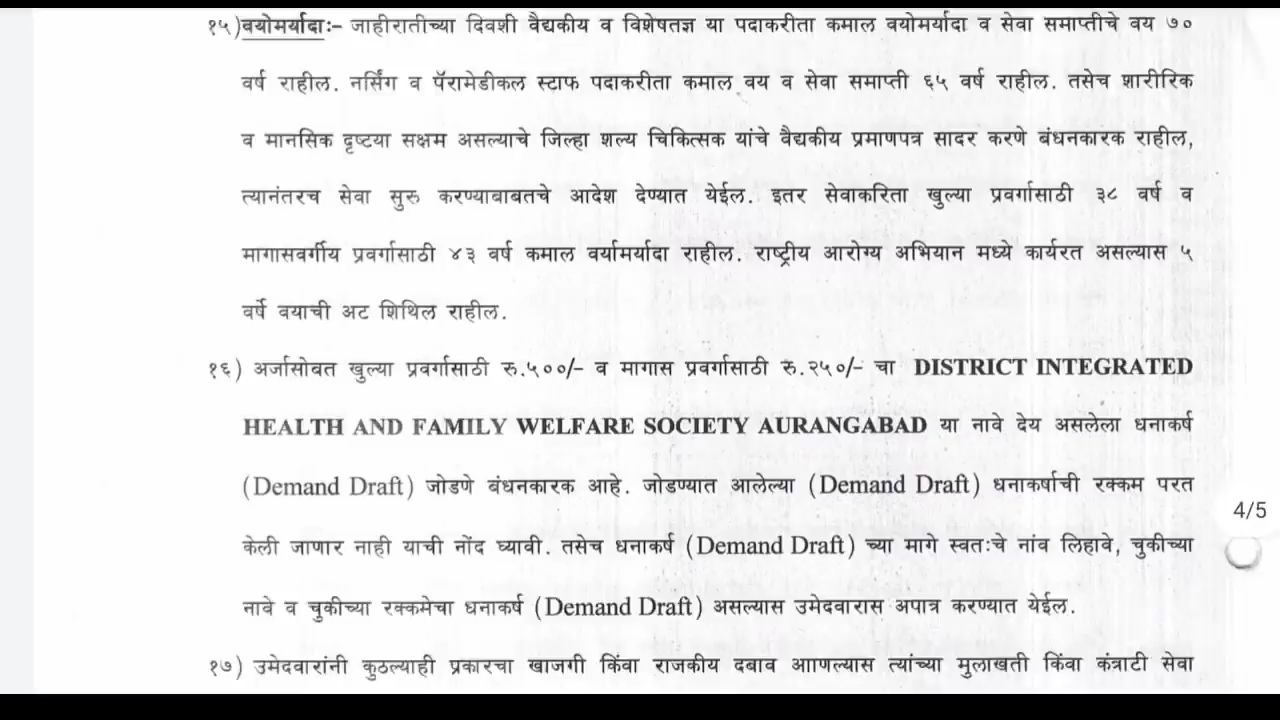 १५)वयोमर्यादाः- जाहीरातीच्या दिवशी वैद्यकीय व विशेषतज्ञ या पदाकरीता कमाल वयोमर्यादा व सेवा समाप्तीचे वय ७०
वर्ष राहील. नर्सिंग व पॅरामेडीकल स्टाफ पदाकरीता कमाल वय व सेवा समाप्ती ६५ वर्ष राहील. तसेच शारीरिक
व मानसिक दृष्टया सक्षम असल्याचे जिल्हा शल्य चिकित्सक यांचे वैद्यकीय प्रमाणपत्र सादर करणे बंधनकारक राहील,
त्यानंतरच सेवा सुरु करण्याबाबतचे आदेश देण्यात येईल. इतर सेवाकरिता खुल्या प्रवर्गासाठी ३८ वर्ष व
मागासवर्गीय प्रवर्गासाठी ४३ वर्ष कमाल वर्यामर्यादा राहील. राष्ट्रीय आरोग्य अभियान मध्ये कार्यरत असल्यास ५
वर्षे वयाची अट शिथिल राहील.
१६) अर्जासोबत खुल्या प्रवर्गासाठी रु.५००/- व मागास प्रवर्गासाठी रु.२५०/- चा DISTRICT INTEGRATED
HEALTH AND FAMILY WELFARE SOCIETY AURANGABAD या नावे देय असलेला धनाकर्ष
(Demand Draft) जोडणे बंधनकारक आहे. जोडण्यात आलेल्या (Demand Draft) धनाकर्षाची रक्कम परत
केली जाणार नाही याची नोंद घ्यावी. तसेच धनाकर्ष (Demand Draft) च्या मागे स्वतःचे नांव लिहावे, चुकीच्या
नावे व चुकीच्या रक्कमेचा धनाकर्ष (Demand Draft) असल्यास उमेदवारास अपात्र करण्यात येईल.
१७) उमेदवारांनी कुठल्याही प्रकारचा खाजगी किंवा राजकीय दबाव आाणल्यास त्यांच्या मुलाखती किंवा कंत्राटी सेवा
4/5